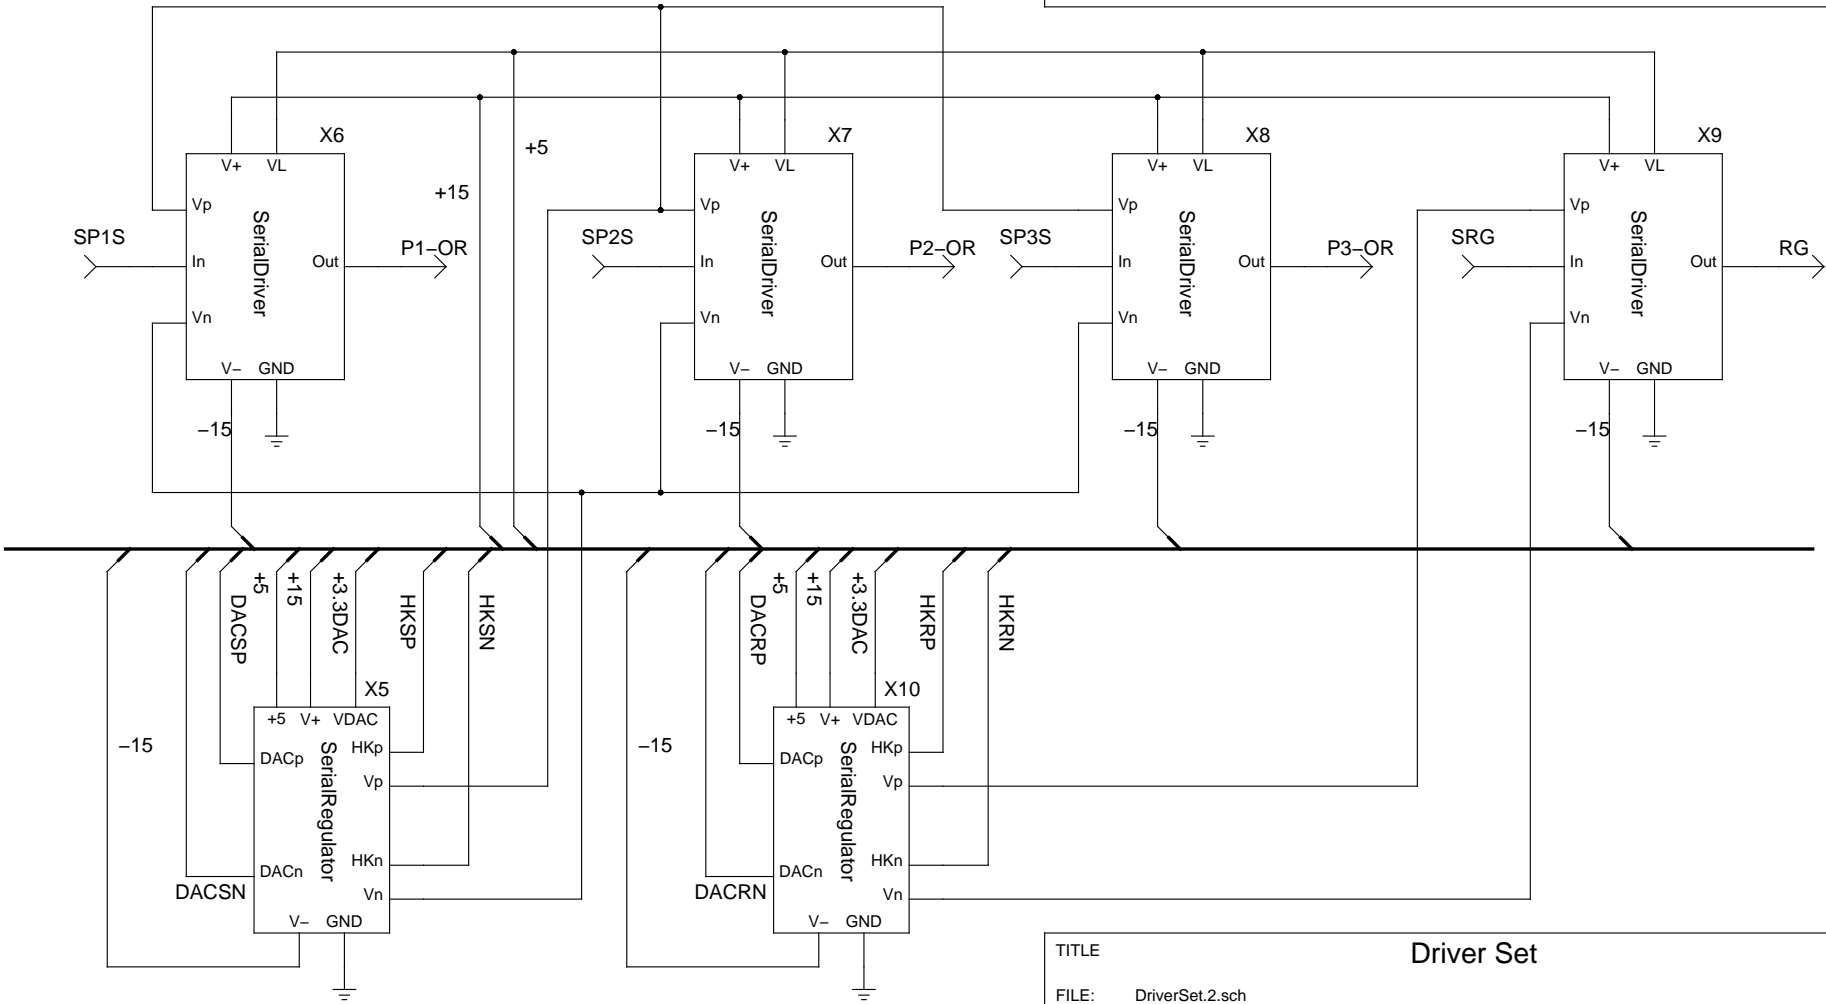 X6
X7
X8
X9
+5
V+ VL
V+ VL
V+ VL
V+ VL
+15
Vp
Vp
Vp
Vp
SerialDriver
SerialDriver
SerialDriver
SerialDriver
SP1S
P1–OR
SP2S
P2–OR
SP3S
P3–OR
SRG
RG
In
Out
In
Out
In
Out
In
Out
Vn
Vn
Vn
Vn
V– GND
V– GND
V– GND
V– GND
–15
–15
–15
–15
DACSP
+5
+15
+3.3DAC
HKSP
HKSN
DACRP
+5
+15
+3.3DAC
HKRP
HKRN
X5
X10
+5 V+ VDAC
+5 V+ VDAC
–15
–15
DACp
HKp
Vp
SerialRegulator
DACn
HKn
Vn
DACSN
V– GND
DACp
HKp
Vp
SerialRegulator
DACn
HKn
Vn
DACRN
V– GND
TITLE
Driver Set
FILE: DriverSet.2.sch